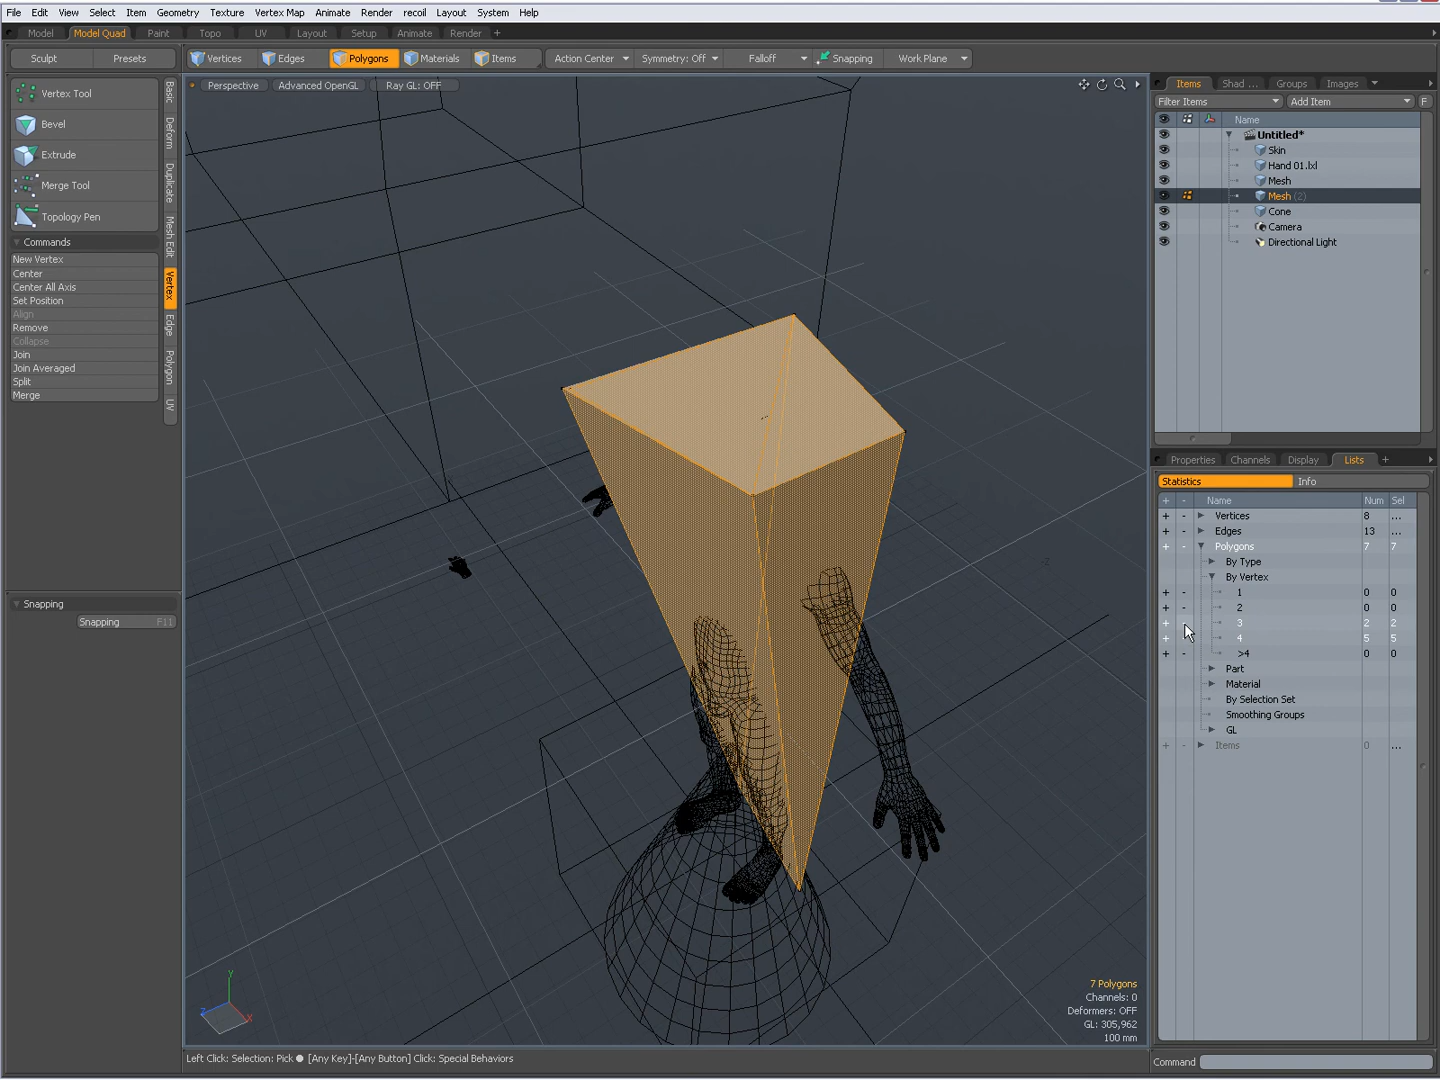 File Edit View Select Item Geometry Texture Vertex Map Animate Render recoil Layout System Help
Model Model Quad Paint Topo UV Layout Setup Animate Render +
Sculpt Presets Vertices Edges Polygons Materials Items Action Center Symmetry: Off Falloff Snapping Work Plane
Perspective Advanced OpenGL Ray GL: OFF
Vertex Tool
Bevel
Extrude
Merge Tool
Topology Pen
Commands
New Vertex
Center
Center All Axis
Set Position
Align
Remove
Collapse
Join
Join Averaged
Split
Merge
Basic
Deform
Duplicate
Mesh Edit
Vertex
Edge
Polygon
UV
Snapping
Snapping F11
-Z
Y
X
Z
7 Polygons
Channels: 0
Deformers: OFF
GL: 305,962
100 mm
Left Click: Selection: Pick ● [Any Key]-[Any Button] Click: Special Behaviors
Items Shad ... Groups Images
Filter Items Add Item F
Name
Untitled*
Skin
Hand 01.lxl
Mesh
Mesh (2)
Cone
Camera
Directional Light
Properties Channels Display Lists +
Statistics Info
+ - Name Num Sel
+ - Vertices 8 ...
+ - Edges 13 ...
+ - Polygons 7 7
By Type
By Vertex
+ - 1 0 0
+ - 2 0 0
+ 3 2 2
+ 4 5 5
+ - >4 0 0
Part
Material
By Selection Set
Smoothing Groups
GL
+ - Items 0 ...
Command